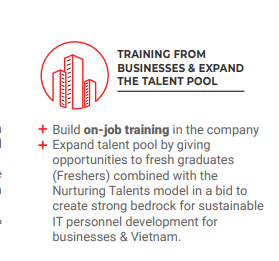 TRAINING FROM
BUSINESSES & EXPAND
THE TALENT POOL
+ Build on-job training in the company
+ Expand talent pool by giving
opportunities to fresh graduates
(Freshers) combined with the
Nurturing Talents model in a bid to
create strong bedrock for sustainable
IT personnel development for
businesses & Vietnam.